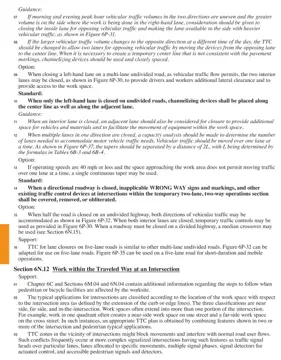 Guidance:
07 If morning and evening peak hour vehicular traffic volumes in the two directions are uneven and the greater
volume is on the side where the work is being done in the right-hand lane, consideration should be given to
closing the inside lane for opposing vehicular traffic and making the lane available to the side with heavier
vehicular traffic, as shown in Figure 6P-31.
08 If the larger vehicular traffic volume changes to the opposite direction at a different time of the day, the TTC
should be changed to allow two lanes for opposing vehicular traffic by moving the devices from the opposing lane
to the center line. When it is necessary to create a temporary center line that is not consistent with the pavement
markings, channelizing devices should be used and closely spaced.
Option:
09 When closing a left-hand lane on a multi-lane undivided road, as vehicular traffic flow permits, the two interior
lanes may be closed, as shown in Figure 6P-30, to provide drivers and workers additional lateral clearance and to
provide access to the work space.
Standard:
10 When only the left-hand lane is closed on undivided roads, channelizing devices shall be placed along
the center line as well as along the adjacent lane.
Guidance:
11 When an interior lane is closed, an adjacent lane should also be considered for closure to provide additional
space for vehicles and materials and to facilitate the movement of equipment within the work space.
12 When multiple lanes in one direction are closed, a capacity analysis should be made to determine the number
of lanes needed to accommodate motor vehicle traffic needs. Vehicular traffic should be moved over one lane at
a time. As shown in Figure 6P-37, the tapers should be separated by a distance of 2L, with L being determined by
the formulas in Tables 6B-3 and 6B-4.
Option:
13 If operating speeds are 40 mph or less and the space approaching the work area does not permit moving traffic
over one lane at a time, a single continuous taper may be used.
Standard:
14 When a directional roadway is closed, inapplicable WRONG WAY signs and markings, and other
existing traffic control devices at intersections within the temporary two-lane, two-way operations section
shall be covered, removed, or obliterated.
Option:
15 When half the road is closed on an undivided highway, both directions of vehicular traffic may be
accommodated as shown in Figure 6P-32. When both interior lanes are closed, temporary traffic controls may be
used as provided in Figure 6P-30. When a roadway must be closed on a divided highway, a median crossover may
be used (see Section 6N.15).
Support:
16 TTC for lane closures on five-lane roads is similar to other multi-lane undivided roads. Figure 6P-32 can be
adapted for use on five-lane roads. Figure 6P-35 can be used on a five-lane road for short-duration and mobile
operations.
Section 6N.12 Work within the Traveled Way at an Intersection
Support:
01 Chapter 6C and Sections 6M.04 and 6N.04 contain additional information regarding the steps to follow when
pedestrian or bicycle facilities are affected by the worksite.
02 The typical applications for intersections are classified according to the location of the work space with respect
to the intersection area (as defined by the extension of the curb or edge lines). The three classifications are near
side, far side, and in-the-intersection. Work spaces often extend into more than one portion of the intersection.
For example, work in one quadrant often creates a near-side work space on one street and a far-side work space
on the cross street. In such instances, an appropriate TTC plan is obtained by combining features shown in two or
more of the intersection and pedestrian typical applications.
03 TTC zones in the vicinity of intersections might block movements and interfere with normal road user flows.
Such conflicts frequently occur at more complex signalized intersections having such features as traffic signal
heads over particular lanes, lanes allocated to specific movements, multiple signal phases, signal detectors for
actuated control, and accessible pedestrian signals and detectors.